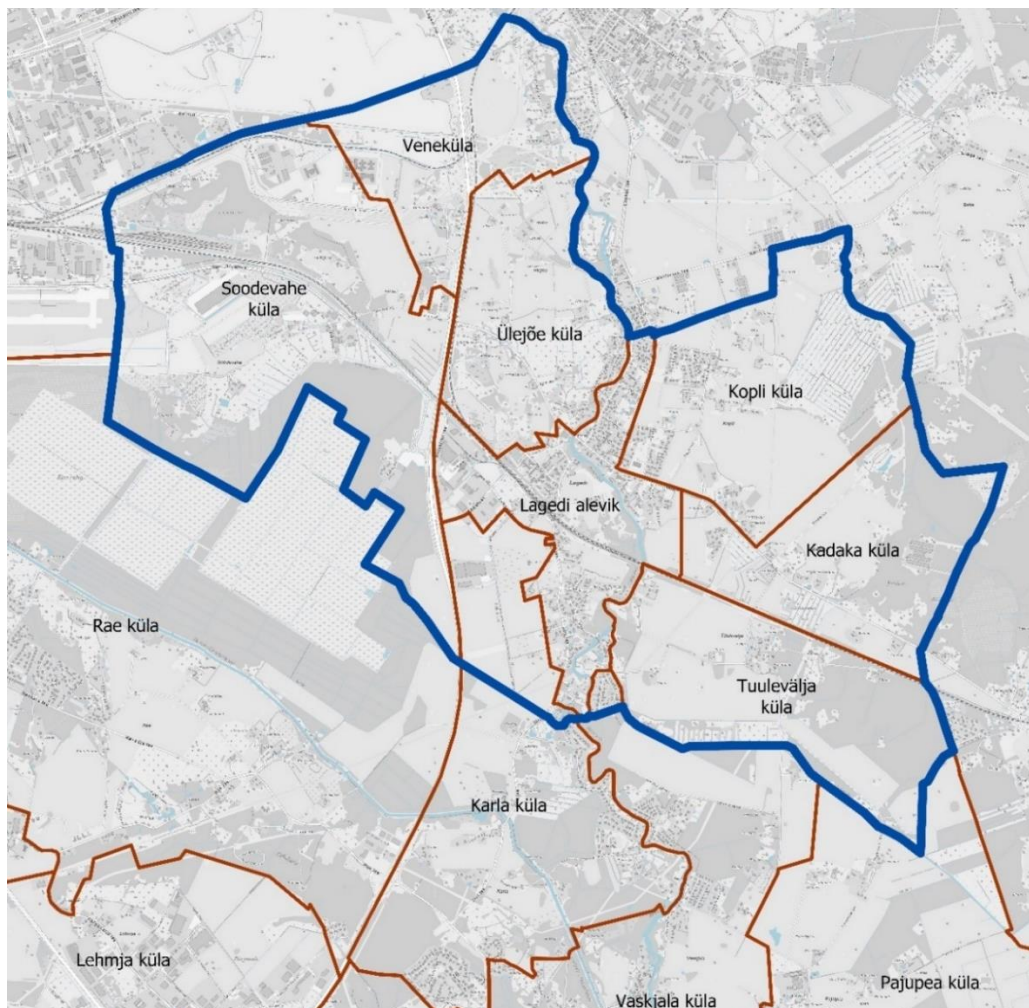 Veneküla
Soodevahe
küla
Ülejõe küla
Kopli küla
Lagedi alevik
Kadaka küla
Rae küla
Tuulevälja
küla
Karla küla
Lehmja küla
Pajupea küla
Vaskjala küla